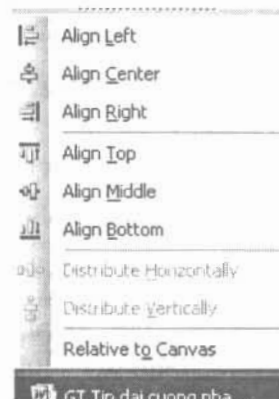 Align Left
Align Center
Align Right
Align Top
Align Middle
Align Bottom
Distribute Horizontally
Distribute Vertically
Relative to Canvas
GT Tin dai cuong nha